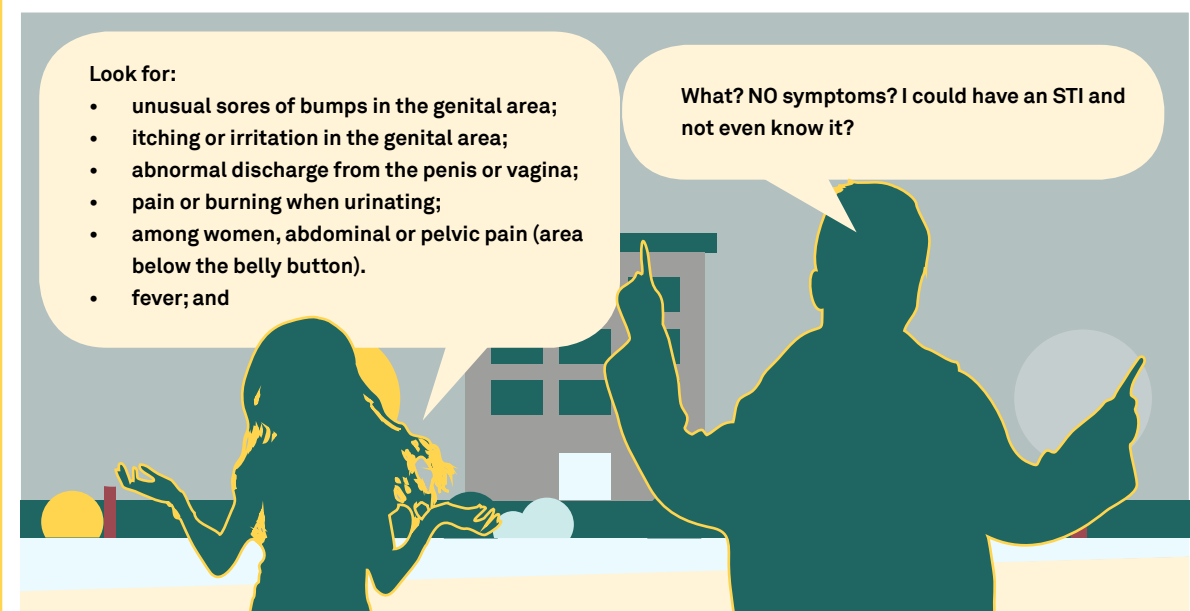 Look for:
• unusual sores of bumps in the genital area;
• itching or irritation in the genital area;
• abnormal discharge from the penis or vagina;
• pain or burning when urinating;
• among women, abdominal or pelvic pain (area
below the belly button).
• fever; and
What? NO symptoms? I could have an STI and
not even know it?